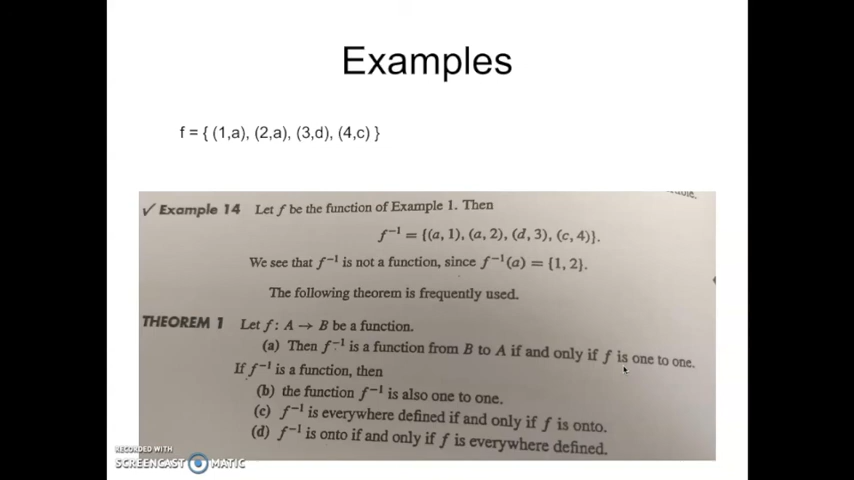 Examples
f = { (1,a), (2,a), (3,d), (4,c) }
✓ Example 14 Let f be the function of Example 1. Then
f⁻¹ = {(a, 1), (a, 2), (d, 3), (c, 4)}.
We see that f⁻¹ is not a function, since f⁻¹(a) = {1, 2}.
The following theorem is frequently used.
THEOREM 1 Let f: A → B be a function.
(a) Then f⁻¹ is a function from B to A if and only if f is one to one.
If f⁻¹ is a function, then
(b) the function f⁻¹ is also one to one.
(c) f⁻¹ is everywhere defined if and only if f is onto.
(d) f⁻¹ is onto if and only if f is everywhere defined.
RECORDED WITH
SCREENCAST MATIC